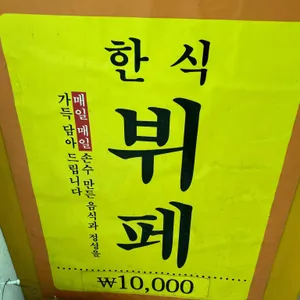 한식
뷔페
매일 매일 손수 만든 음식과 정성을
가득 담아 드립니다
₩10,000